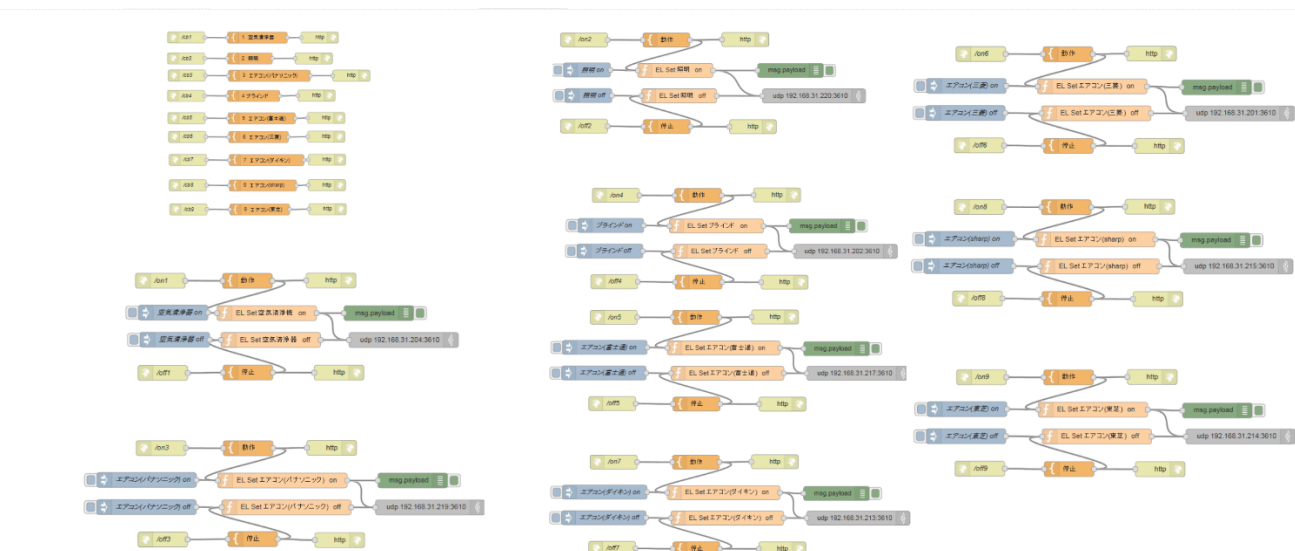 /on1 1 空気清浄器 http
/on2 2 照明 http
/on3 3 エアコン(パナソニック) http
/on4 4 ブラインド http
/on5 5 エアコン(富士通) http
/on6 6 エアコン(三菱) http
/on7 7 エアコン(ダイキン) http
/on8 8 エアコン(sharp) http
/on9 9 エアコン(東芝) http
/on1 動作 http
空気清浄器 on EL Set 空気清浄機 on msg.payload
空気清浄器 off EL Set 空気清浄器 off udp 192.168.31.204:3610
/off1 停止 http
/on3 動作 http
エアコン(パナソニック) on EL Set エアコン(パナソニック) on msg.payload
エアコン(パナソニック) off EL Set エアコン(パナソニック) off udp 192.168.31.219:3610
/off3 停止 http
/on2 動作 http
照明 on EL Set 照明 on msg.payload
照明 off EL Set 照明 off udp 192.168.31.220:3610
/off2 停止 http
/on4 動作 http
ブラインド on EL Set ブラインド on msg.payload
ブラインド off EL Set ブラインド off udp 192.168.31.202:3610
/off4 停止 http
/on5 動作 http
エアコン(富士通) on EL Set エアコン(富士通) on msg.payload
エアコン(富士通) off EL Set エアコン(富士通) off udp 192.168.31.217:3610
/off5 停止 http
/on7 動作 http
エアコン(ダイキン) on EL Set エアコン(ダイキン) on msg.payload
エアコン(ダイキン) off EL Set エアコン(ダイキン) off udp 192.168.31.213:3610
/off7 停止 http
/on6 動作 http
エアコン(三菱) on EL Set エアコン(三菱) on msg.payload
エアコン(三菱) off EL Set エアコン(三菱) off udp 192.168.31.201:3610
/off6 停止 http
/on8 動作 http
エアコン(sharp) on EL Set エアコン(sharp) on msg.payload
エアコン(sharp) off EL Set エアコン(sharp) off udp 192.168.31.215:3610
/off8 停止 http
/on9 動作 http
エアコン(東芝) on EL Set エアコン(東芝) on msg.payload
エアコン(東芝) off EL Set エアコン(東芝) off udp 192.168.31.214:3610
/off9 停止 http